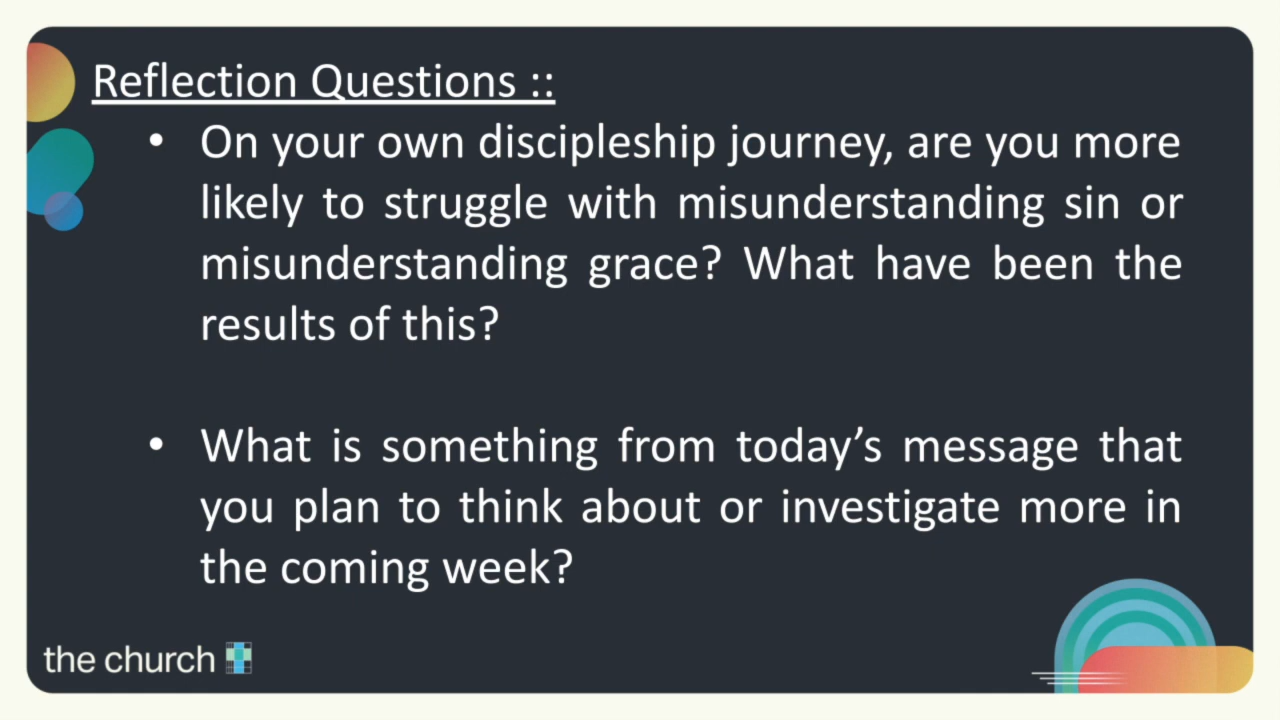 Reflection Questions ::
• On your own discipleship journey, are you more
likely to struggle with misunderstanding sin or
misunderstanding grace? What have been the
results of this?
• What is something from today’s message that
you plan to think about or investigate more in
the coming week?
the church